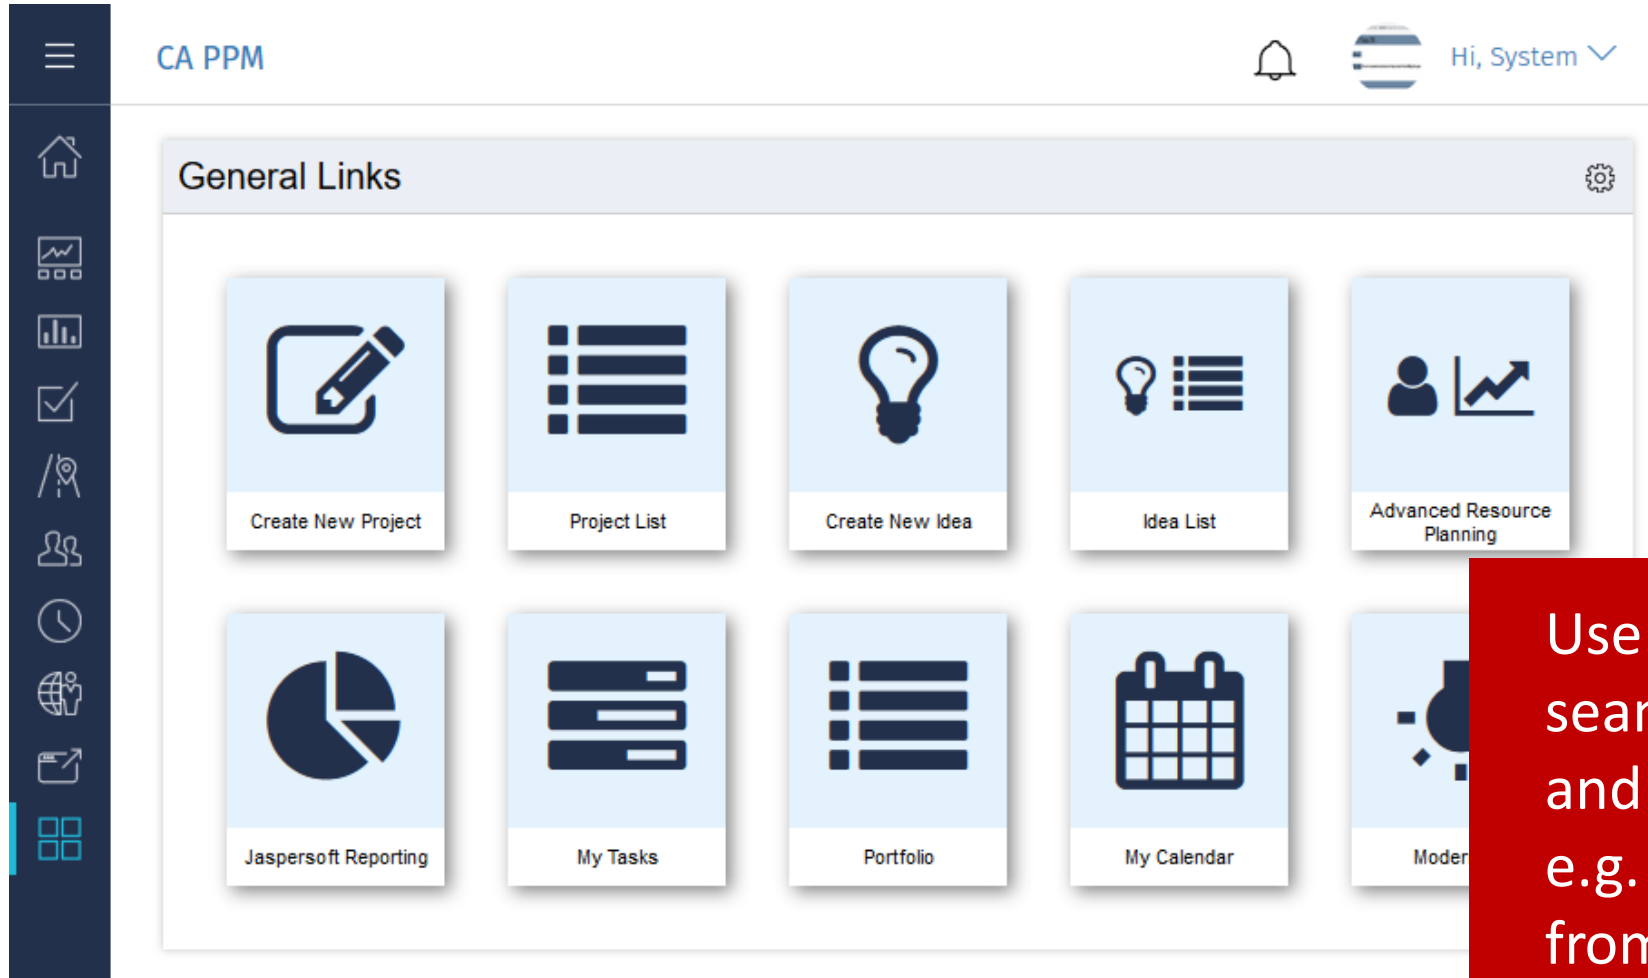 CA PPM
Hi, System
General Links
Create New Project
Project List
Create New Idea
Idea List
Advanced Resource
Planning
Jaspersoft Reporting
My Tasks
Portfolio
My Calendar
Use
and
e.g.